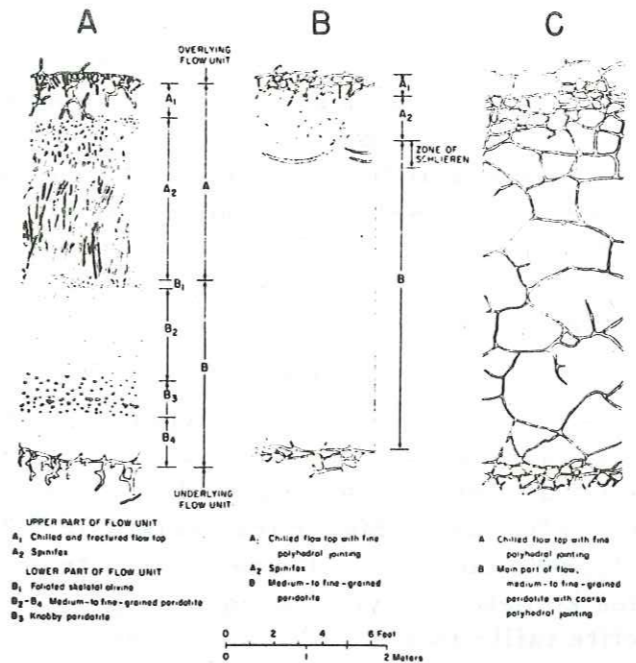 A
B
C
OVERLYING
FLOW UNIT
A₁
A₂
A
B₁
B₂
B
B₃
B₄
UNDERLYING
FLOW UNIT
A₁
A₂
ZONE OF
SCHLIEREN
B
UPPER PART OF FLOW UNIT
A₁ Chilled and fractured flow top
A₂ Spinifex
LOWER PART OF FLOW UNIT
B₁ Foliated skeletal olivine
B₂-B₄ Medium-to fine-grained peridotite
B₃ Knobby peridotite
A₁ Chilled flow top with fine
polyhedral jointing
A₂ Spinifex
B Medium-to fine-grained
peridotite
A Chilled flow top with fine
polyhedral jointing
B Main part of flow,
medium-to fine-grained
peridotite with coarse
polyhedral jointing
0 2 4 6 Feet
0 1 2 Meters